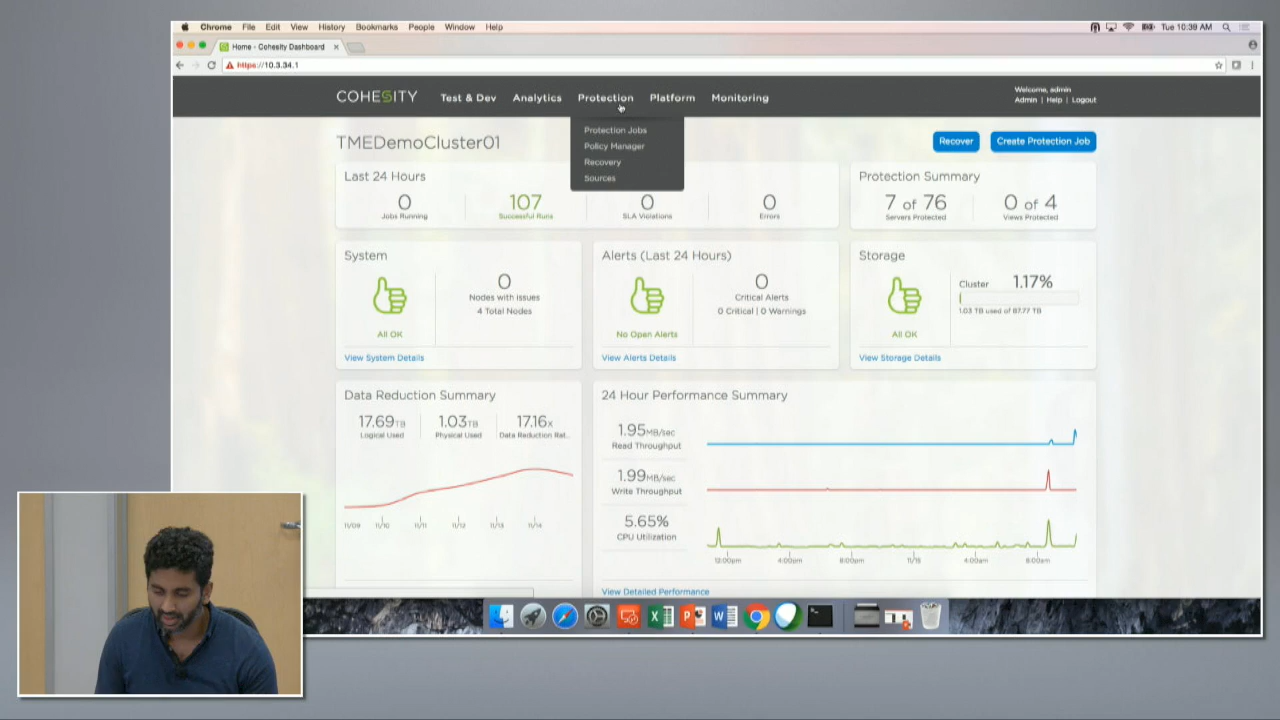 Chrome File Edit View History Bookmarks People Window Help
Tue 10:39 AM
Home - Cohesity Dashboard
https://10.3.34.1
COHESITY Test & Dev Analytics Protection Platform Monitoring
Welcome, admin
Admin | Help | Logout
Protection Jobs
Policy Manager
Recovery
Sources
TMEDemoCluster01
Recover
Create Protection Job
Last 24 Hours
0
Jobs Running
107
Successful Runs
0
SLA Violations
0
Errors
Protection Summary
7 of 76
Servers Protected
0 of 4
Views Protected
System
All OK
0
Nodes with issues
4 Total Nodes
View System Details
Alerts (Last 24 Hours)
No Open Alerts
0
Critical Alerts
0 Critical | 0 Warnings
View Alerts Details
Storage
All OK
Cluster 1.17%
1.03 TB used of 87.77 TB
View Storage Details
Data Reduction Summary
17.69TB
Logical Used
1.03TB
Physical Used
17.16x
Data Reduction Rat...
11/09 11/10 11/11 11/12 11/13 11/14
24 Hour Performance Summary
1.95MB/sec
Read Throughput
1.99MB/sec
Write Throughput
5.65%
CPU Utilization
12:00pm 4:00pm 8:00pm 11/15 4:00am 8:00am
View Detailed Performance